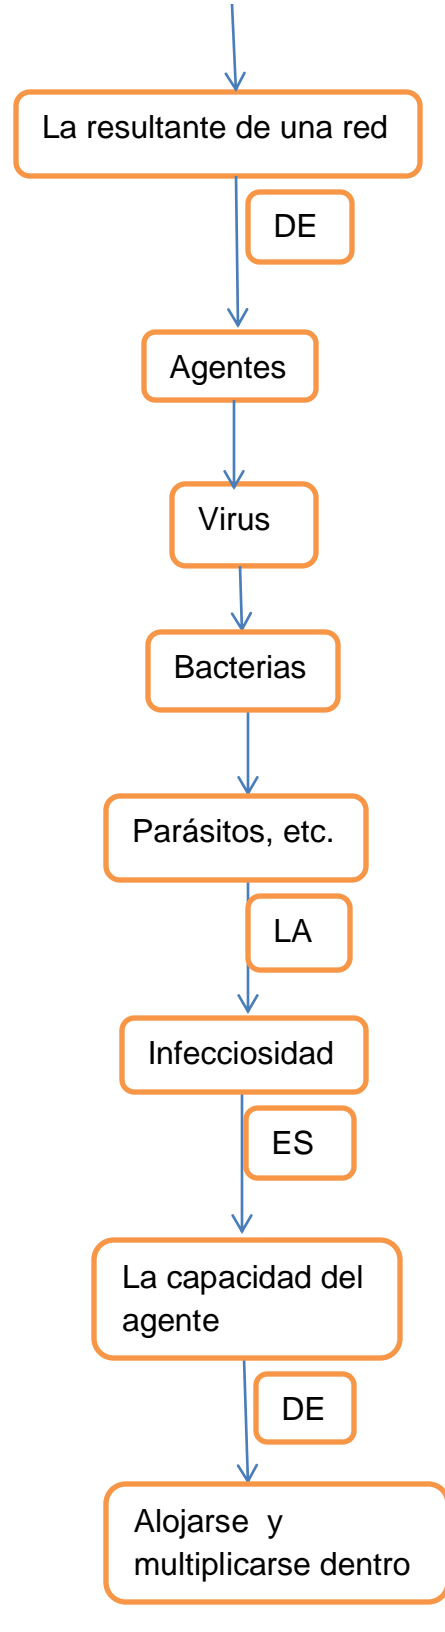 La resultante de una red
DE
Agentes
Virus
Bacterias
Parásitos, etc.
LA
Infecciosidad
ES
La capacidad del
agente
DE
Alojarse y
multiplicarse dentro